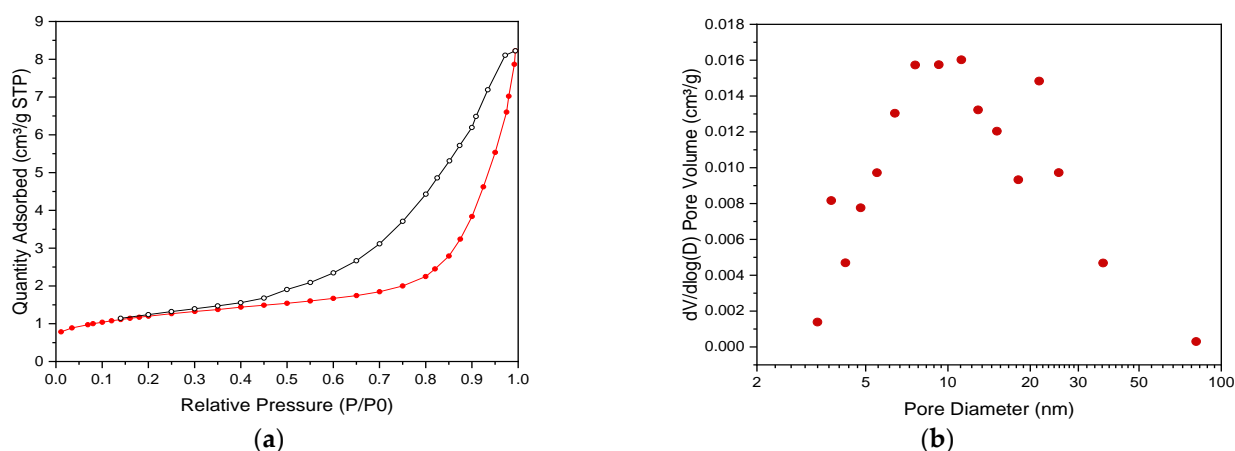 9
8
7
6
5
4
3
2
1
0
Quantity Adsorbed (cm³/g STP)
0.0 0.1 0.2 0.3 0.4 0.5 0.6 0.7 0.8 0.9 1.0
Relative Pressure (P/P0)
(a)
0.018
0.016
0.014
0.012
0.010
0.008
0.006
0.004
0.002
0.000
dV/dlog(D) Pore Volume (cm³/g)
2 5 10 20 30 50 100
Pore Diameter (nm)
(b)